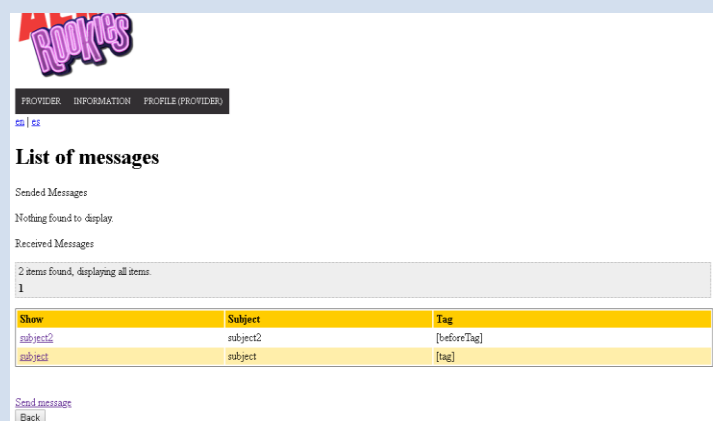 ROOKIES
PROVIDER INFORMATION PROFILE (PROVIDER)
en | es
List of messages
Sended Messages
Nothing found to display.
Received Messages
2 items found, displaying all items.
1
Show Subject Tag
subject2 subject2 [beforeTag]
subject subject [tag]
Send message
Back